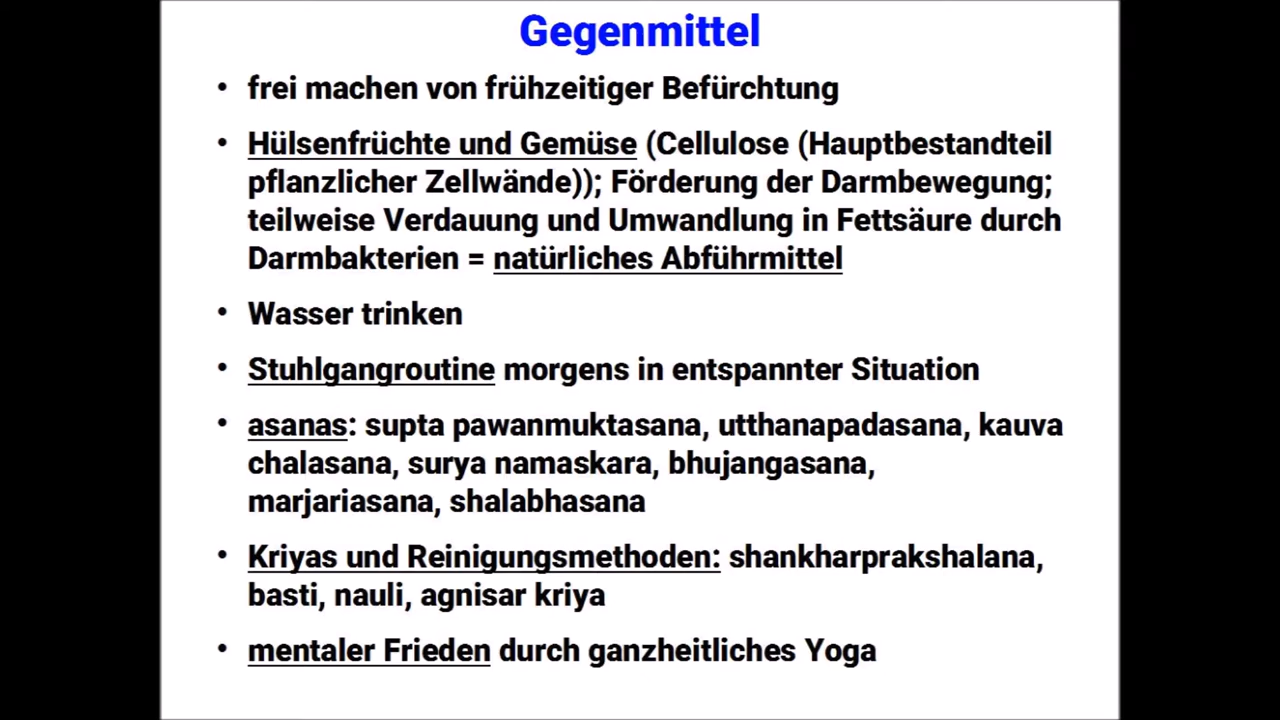 Gegenmittel
• frei machen von frühzeitiger Befürchtung
• Hülsenfrüchte und Gemüse (Cellulose (Hauptbestandteil
pflanzlicher Zellwände)); Förderung der Darmbewegung;
teilweise Verdauung und Umwandlung in Fettsäure durch
Darmbakterien = natürliches Abführmittel
• Wasser trinken
• Stuhlgangroutine morgens in entspannter Situation
• asanas: supta pawanmuktasana, utthanapadasana, kauva
chalasana, surya namaskara, bhujangasana,
marjariasana, shalabhasana
• Kriyas und Reinigungsmethoden: shankharprakshalana,
basti, nauli, agnisar kriya
• mentaler Frieden durch ganzheitliches Yoga